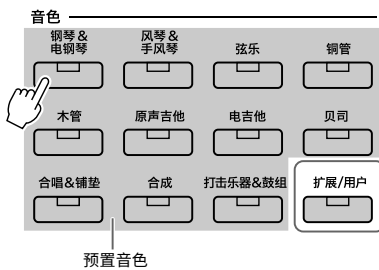 音色
钢琴&
电钢琴
风琴&
手风琴
弦乐
铜管
木管
原声吉他
电吉他
贝司
合唱&铺垫
合成
打击乐器&鼓组
扩展/用户
预置音色